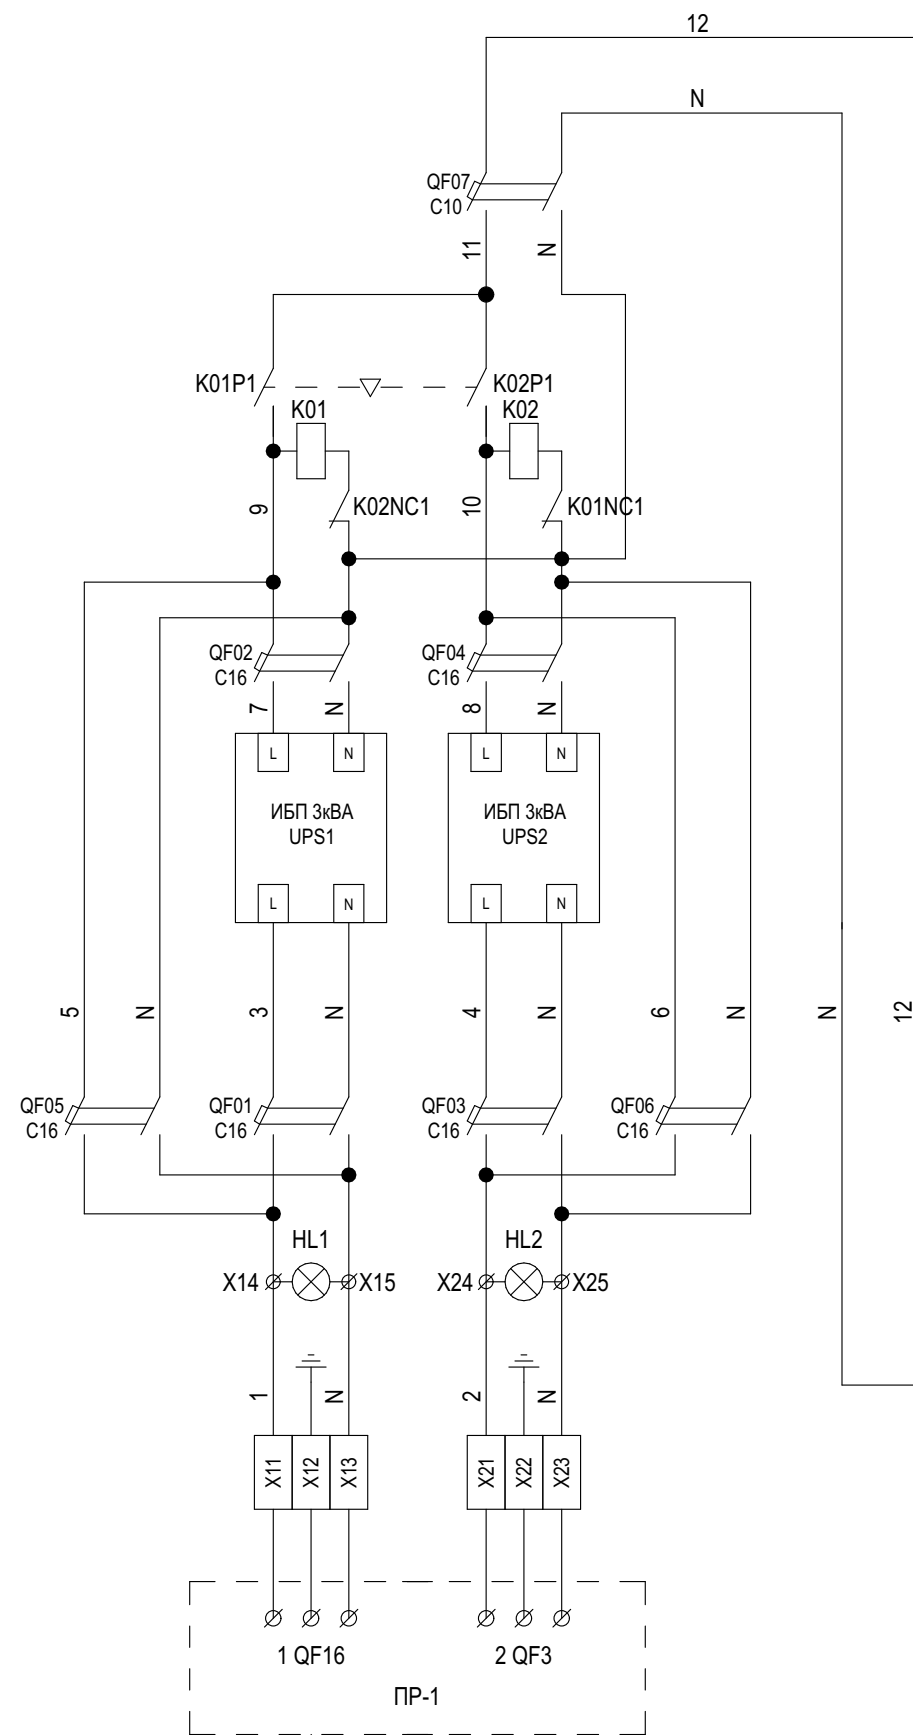 12
N
QF07
C10
11
N
K01P1
K02P1
K01
K02
9
K02NC1
10
K01NC1
QF02
C16
QF04
C16
7
N
8
N
L
N
L
N
ИБП 3кВА
UPS1
ИБП 3кВА
UPS2
L
N
L
N
5
N
3
N
4
N
6
N
N
12
QF05
C16
QF01
C16
QF03
C16
QF06
C16
HL1
HL2
X14
X15
X24
X25
1
N
2
N
X11
X12
X13
X21
X22
X23
1 QF16
2 QF3
ПР-1